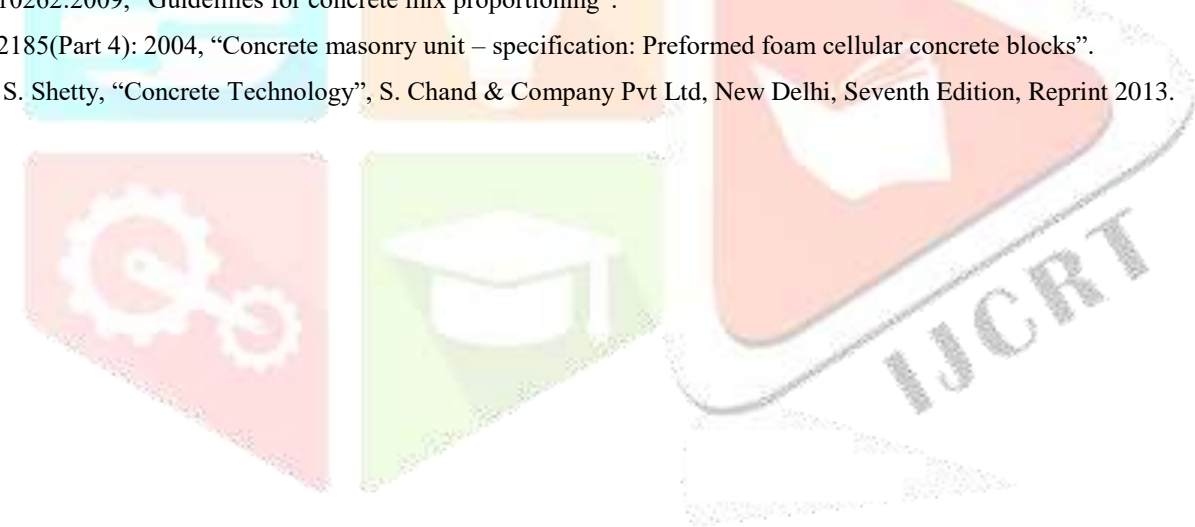 10262:2009, “Guidelines for concrete mix proportioning”.
2185(Part 4): 2004, “Concrete masonry unit – specification: Preformed foam cellular concrete blocks”.
S. Shetty, “Concrete Technology”, S. Chand & Company Pvt Ltd, New Delhi, Seventh Edition, Reprint 2013.
IJCRT